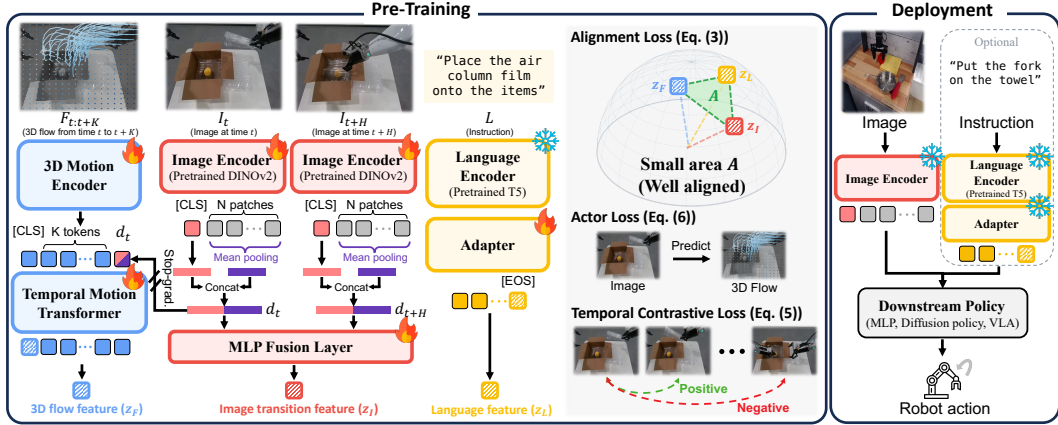 Pre-Training
F_{t:t+K}
(3D flow from time t to t + K)
3D Motion
Encoder
[CLS]
K tokens
d_t
Temporal Motion
Transformer
3D flow feature (z_F)
Stop-grad.
I_t
(Image at time t)
Image Encoder
(Pretrained DINOv2)
[CLS]
N patches
Mean pooling
Concat
d_t
I_{t+H}
(Image at time t + H)
Image Encoder
(Pretrained DINOv2)
[CLS]
N patches
Mean pooling
Concat
d_{t+H}
MLP Fusion Layer
Image transition feature (z_I)
“Place the air
column film
onto the items”
L
(Instruction)
Language
Encoder
(Pretrained T5)
Adapter
[EOS]
Language feature (z_L)
Alignment Loss (Eq. (3))
z_F
z_L
A
z_I
Small area A
(Well aligned)
Actor Loss (Eq. (6))
Predict
Image
3D Flow
Temporal Contrastive Loss (Eq. (5))
Positive
Negative
Deployment
Optional
“Put the fork
on the towel”
Image
Instruction
Image Encoder
Language
Encoder
(Pretrained T5)
Adapter
Downstream Policy
(MLP, Diffusion policy, VLA)
Robot action